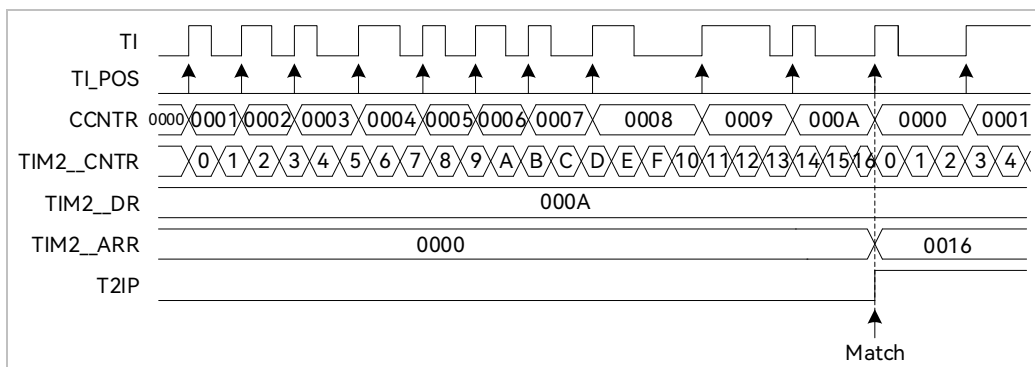 TI
TI_POS
CCNTR 0000 0001 0002 0003 0004 0005 0006 0007 0008 0009 000A 0000 0001
TIM2__CNTR 0 1 2 3 4 5 6 7 8 9 A B C D E F 10 11 12 13 14 15 16 0 1 2 3 4
TIM2__DR 000A
TIM2__ARR 0000 0016
T2IP
Match